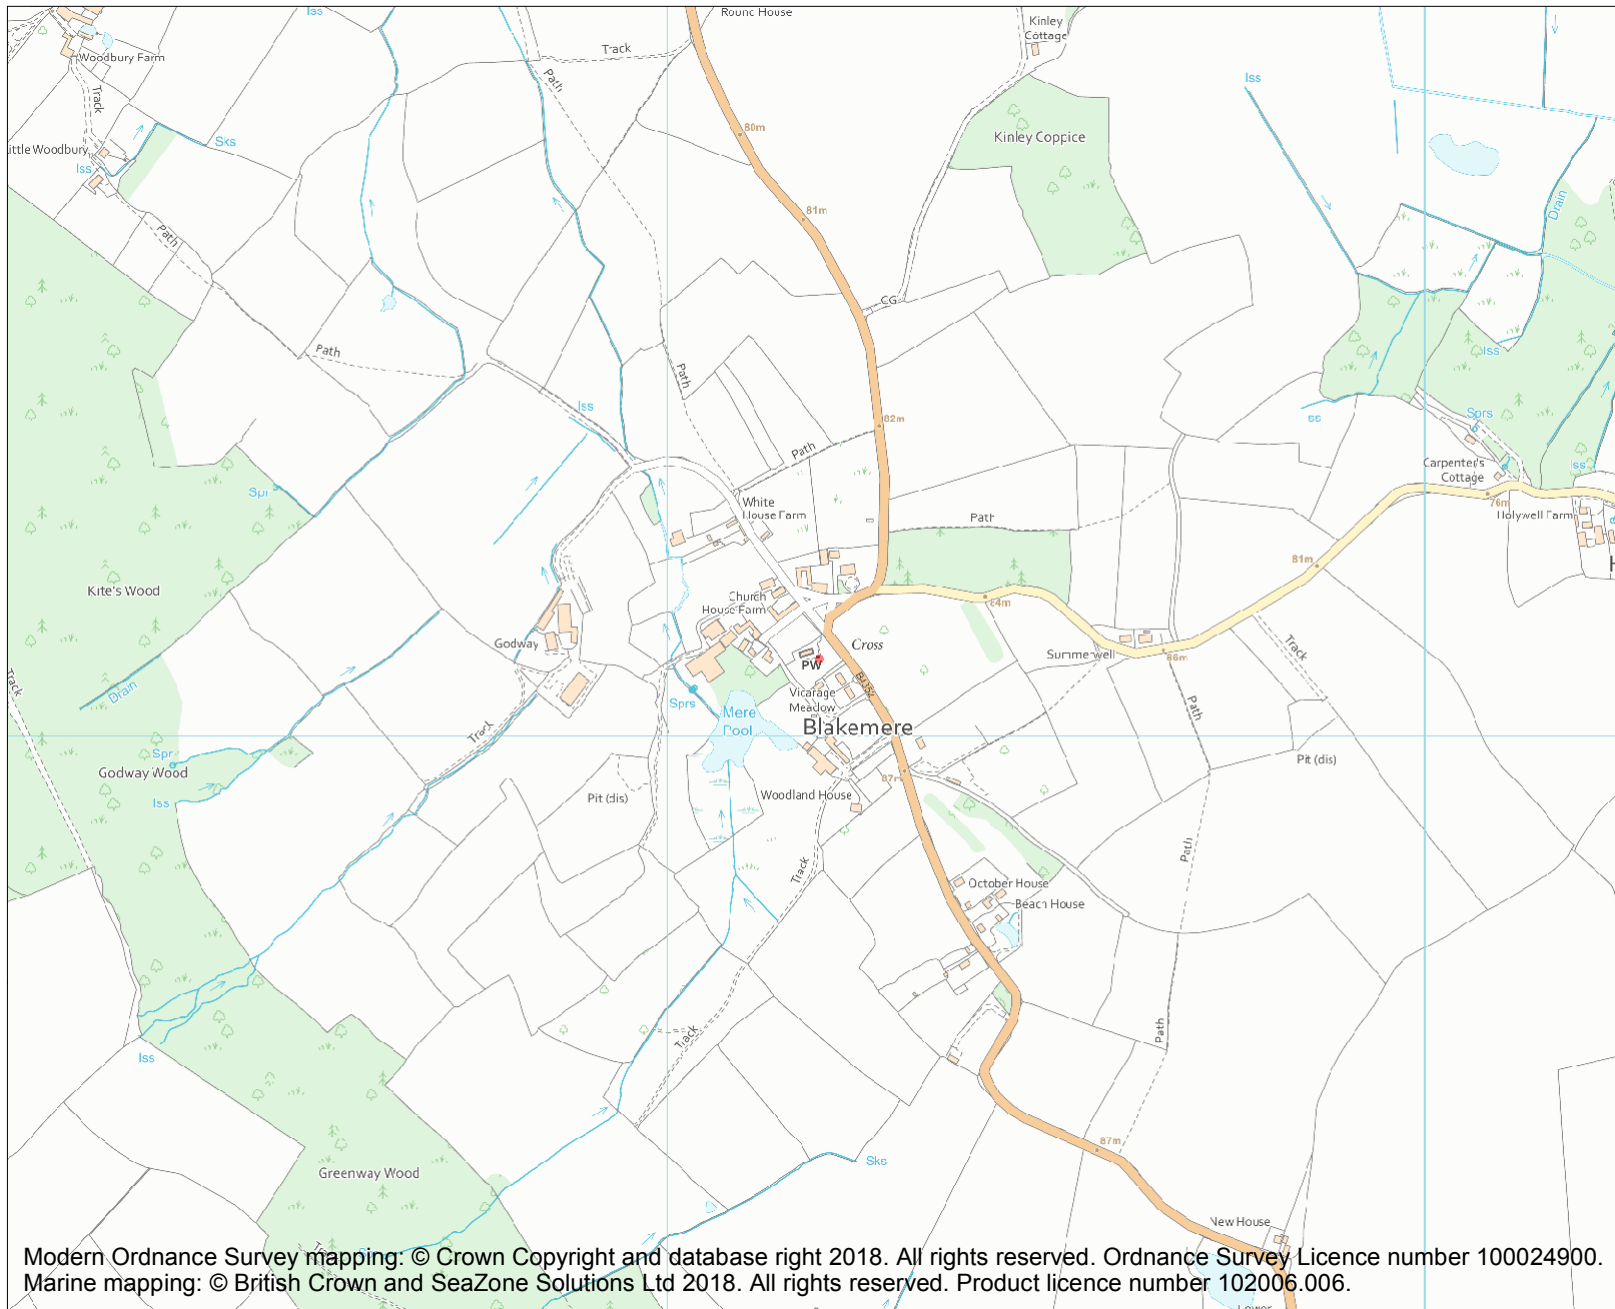 Iss
Round House
Kinley
Cottage
Woodbury Farm
Track
Path
Iss
Track
80m
Kinley Coppice
Sks
Iss
81m
Drain
Path
CG
Path
Path
Iss
82m
Iss
Sprs
Path
Carpenter's
Cottage
Iss
White
House Farm
Path
76m
Holywell Farm
81m
Kite's Wood
Church
House Farm
84m
Godway
Cross
Track
Track
PW
Summerwell
86m
Drain
Sprs
Vicarage
Meadow
Path
Mere
Pool
Blakemere
Track
Spr
Godway Wood
Pit (dis)
Iss
Pit (dis)
Woodland House
Path
Track
October House
Beach House
Track
Path
Iss
87m
Sks
Greenway Wood
New House
Modern Ordnance Survey mapping: © Crown Copyright and database right 2018. All rights reserved. Ordnance Survey Licence number 100024900.
Marine mapping: © British Crown and SeaZone Solutions Ltd 2018. All rights reserved. Product licence number 102006.006.